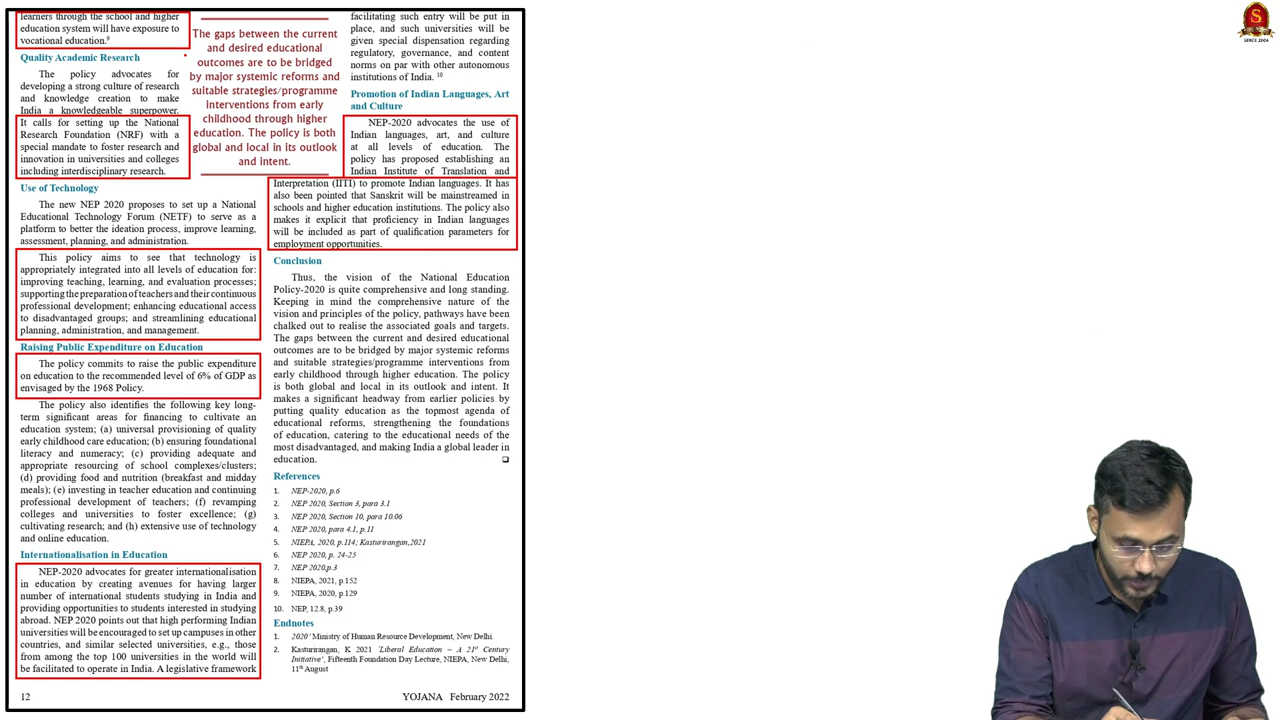 learners through the school and higher
education system will have exposure to
vocational education.9
Quality Academic Research
The policy advocates for
developing a strong culture of research
and knowledge creation to make
India a knowledgeable superpower.
It calls for setting up the National
Research Foundation (NRF) with a
special mandate to foster research and
innovation in universities and colleges
including interdisciplinary research.
Use of Technology
The new NEP 2020 proposes to set up a National
Educational Technology Forum (NETF) to serve as a
platform to better the ideation process, improve learning,
assessment, planning, and administration.
This policy aims to see that technology is
appropriately integrated into all levels of education for:
improving teaching, learning, and evaluation processes;
supporting the preparation of teachers and their continuous
professional development; enhancing educational access
to disadvantaged groups; and streamlining educational
planning, administration, and management.
Raising Public Expenditure on Education
The policy commits to raise the public expenditure
on education to the recommended level of 6% of GDP as
envisaged by the 1968 Policy.
The policy also identifies the following key long-
term significant areas for financing to cultivate an
education system; (a) universal provisioning of quality
early childhood care education; (b) ensuring foundational
literacy and numeracy; (c) providing adequate and
appropriate resourcing of school complexes/clusters;
(d) providing food and nutrition (breakfast and midday
meals); (e) investing in teacher education and continuing
professional development of teachers; (f) revamping
colleges and universities to foster excellence; (g)
cultivating research; and (h) extensive use of technology
and online education.
Internationalisation in Education
NEP-2020 advocates for greater internationalisation
in education by creating avenues for having larger
number of international students studying in India and
providing opportunities to students interested in studying
abroad. NEP 2020 points out that high performing Indian
universities will be encouraged to set up campuses in other
countries, and similar selected universities, e.g., those
from among the top 100 universities in the world will
be facilitated to operate in India. A legislative framework
The gaps between the current
and desired educational
outcomes are to be bridged
by major systemic reforms and
suitable strategies/programme
interventions from early
childhood through higher
education. The policy is both
global and local in its outlook
and intent.
facilitating such entry will be put in
place, and such universities will be
given special dispensation regarding
regulatory, governance, and content
norms on par with other autonomous
institutions of India. 10
Promotion of Indian Languages, Art
and Culture
NEP-2020 advocates the use of
Indian languages, art, and culture
at all levels of education. The
policy has proposed establishing an
Indian Institute of Translation and
Interpretation (IITI) to promote Indian languages. It has
also been pointed that Sanskrit will be mainstreamed in
schools and higher education institutions. The policy also
makes it explicit that proficiency in Indian languages
will be included as part of qualification parameters for
employment opportunities.
Conclusion
Thus, the vision of the National Education
Policy-2020 is quite comprehensive and long standing.
Keeping in mind the comprehensive nature of the
vision and principles of the policy, pathways have been
chalked out to realise the associated goals and targets.
The gaps between the current and desired educational
outcomes are to be bridged by major systemic reforms
and suitable strategies/programme interventions from
early childhood through higher education. The policy
is both global and local in its outlook and intent. It
makes a significant headway from earlier policies by
putting quality education as the topmost agenda of
educational reforms, strengthening the foundations
of education, catering to the educational needs of the
most disadvantaged, and making India a global leader in
education.
References
1. NEP-2020, p.6
2. NEP 2020, Section 3, para 3.1
3. NEP 2020, Section 10, para 10.06
4. NEP 2020, para 4.1, p.11
5. NIEPA, 2020, p.114; Kasturirangan,2021
6. NEP 2020, p. 24-25
7. NEP 2020,p.3
8. NIEPA, 2021, p.152
9. NIEPA, 2020, p.129
10. NEP, 12.8, p.39
Endnotes
1. 2020' Ministry of Human Resource Development, New Delhi.
2. Kasturirangan, K. 2021 'Liberal Education – A 21st Century
Initiative', Fifteenth Foundation Day Lecture, NIEPA, New Delhi,
11th August
12
YOJANA February 2022
S
SINCE 2004